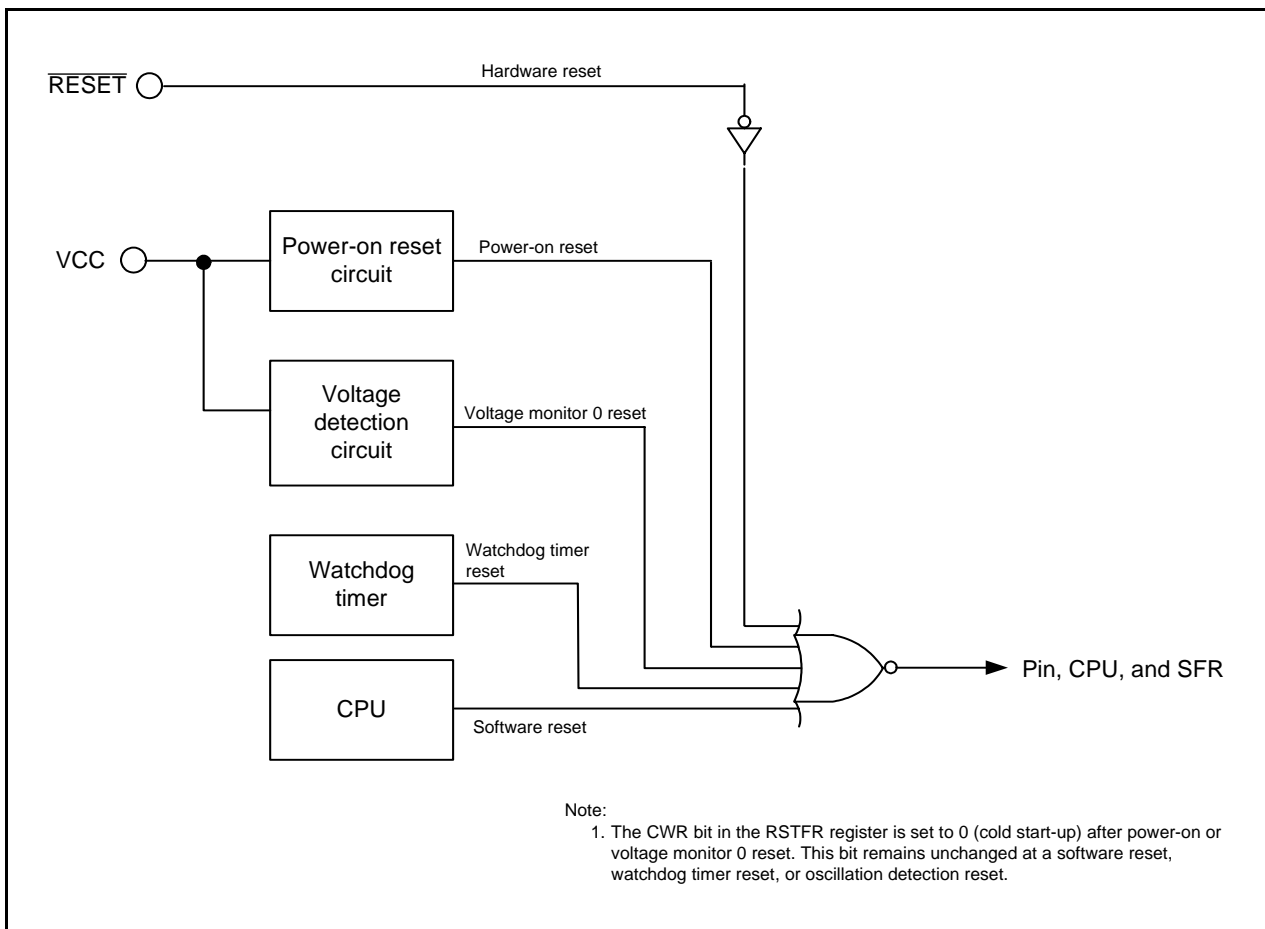 Hardware reset
RESET
Power-on reset
circuit
Power-on reset
VCC
Voltage
detection
circuit
Voltage monitor 0 reset
Watchdog timer
reset
Watchdog
timer
Pin, CPU, and SFR
CPU
Software reset
Note:
1. The CWR bit in the RSTFR register is set to 0 (cold start-up) after power-on or
voltage monitor 0 reset. This bit remains unchanged at a software reset,
watchdog timer reset, or oscillation detection reset.